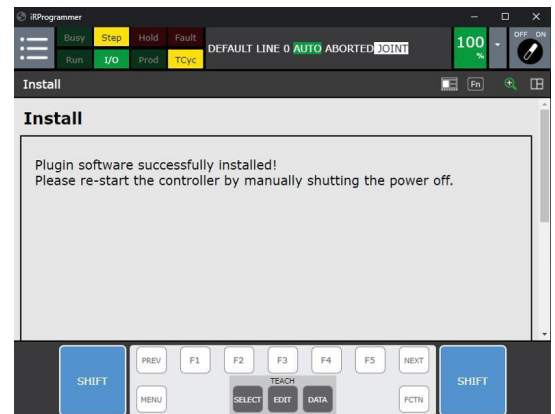 iRProgrammer
Busy Step Hold Fault
Run I/O Prod TCyc
DEFAULT LINE 0 AUTO ABORTED JOINT
100
%
OFF ON
Install
Fn
Install
Plugin software successfully installed!
Please re-start the controller by manually shutting the power off.
SHIFT
PREV F1 F2 F3 F4 F5 NEXT
TEACH
MENU SELECT EDIT DATA FCTN
SHIFT